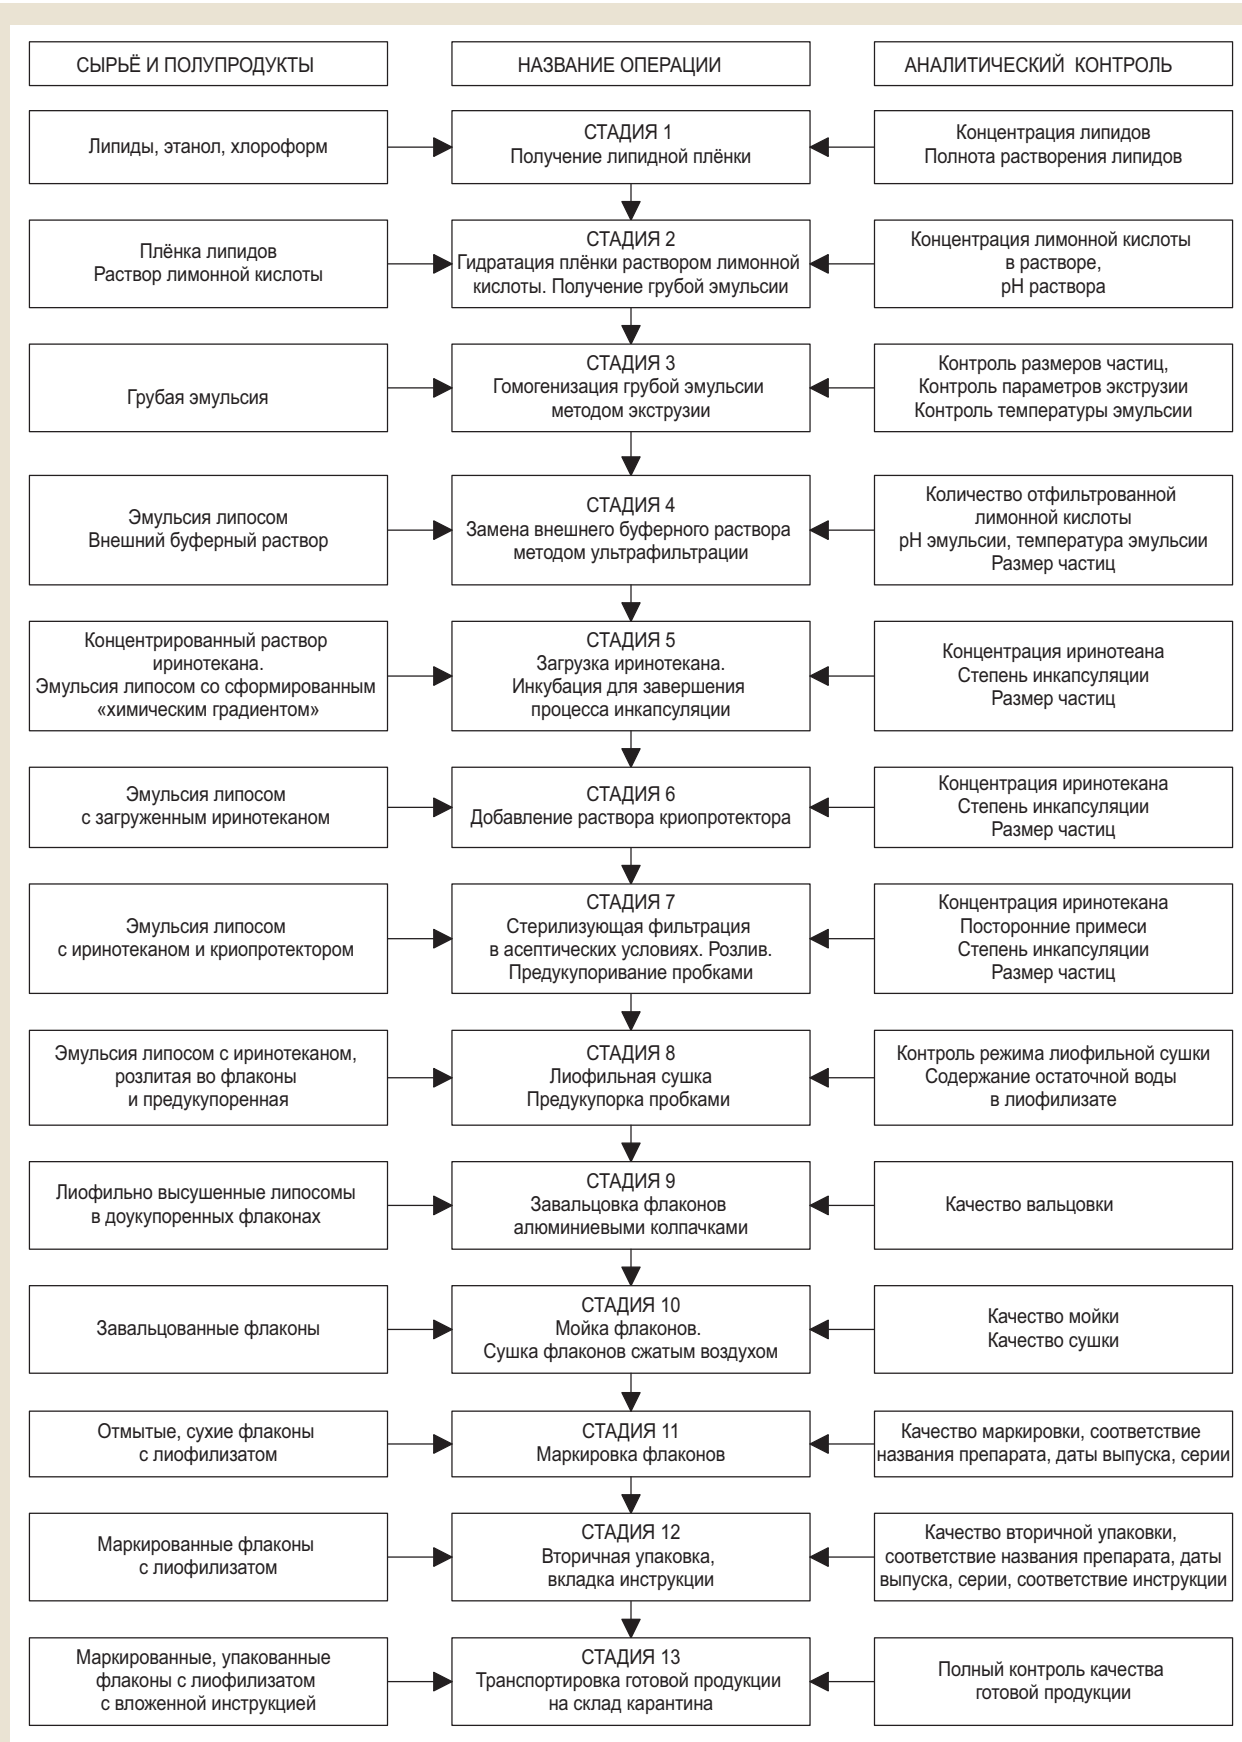 СЫРЬЁ И ПОЛУПРОДУКТЫ
НАЗВАНИЕ ОПЕРАЦИИ
АНАЛИТИЧЕСКИЙ КОНТРОЛЬ
Липиды, этанол, хлороформ
СТАДИЯ 1
Получение липидной плёнки
Концентрация липидов
Полнота растворения липидов
Плёнка липидов
Раствор лимонной кислоты
СТАДИЯ 2
Гидратация плёнки раствором лимонной
кислоты. Получение грубой эмульсии
Концентрация лимонной кислоты
в растворе,
pH раствора
Грубая эмульсия
СТАДИЯ 3
Гомогенизация грубой эмульсии
методом экструзии
Контроль размеров частиц,
Контроль параметров экструзии
Контроль температуры эмульсии
Эмульсия липосом
Внешний буферный раствор
СТАДИЯ 4
Замена внешнего буферного раствора
методом ультрафильтрации
Количество отфильтрованной
лимонной кислоты
pH эмульсии, температура эмульсии
Размер частиц
Концентрированный раствор
иринотекана.
Эмульсия липосом со сформированным
«химическим градиентом»
СТАДИЯ 5
Загрузка иринотекана.
Инкубация для завершения
процесса инкапсуляции
Концентрация иринотеана
Степень инкапсуляции
Размер частиц
Эмульсия липосом
с загруженным иринотеканом
СТАДИЯ 6
Добавление раствора криопротектора
Концентрация иринотекана
Степень инкапсуляции
Размер частиц
Эмульсия липосом
с иринотеканом и криопротектором
СТАДИЯ 7
Стерилизующая фильтрация
в асептических условиях. Розлив.
Предукупоривание пробками
Концентрация иринотекана
Посторонние примеси
Степень инкапсуляции
Размер частиц
Эмульсия липосом с иринотеканом,
розлитая во флаконы
и предукупоренная
СТАДИЯ 8
Лиофильная сушка
Предукупорка пробками
Контроль режима лиофильной сушки
Содержание остаточной воды
в лиофилизате
Лиофильно высушенные липосомы
в доукупоренных флаконах
СТАДИЯ 9
Завальцовка флаконов
алюминиевыми колпачками
Качество вальцовки
Завальцованные флаконы
СТАДИЯ 10
Мойка флаконов.
Сушка флаконов сжатым воздухом
Качество мойки
Качество сушки
Отмытые, сухие флаконы
с лиофилизатом
СТАДИЯ 11
Маркировка флаконов
Качество маркировки, соответствие
названия препарата, даты выпуска, серии
Маркированные флаконы
с лиофилизатом
СТАДИЯ 12
Вторичная упаковка,
вкладка инструкции
Качество вторичной упаковки,
соответствие названия препарата, даты
выпуска, серии, соответствие инструкции
Маркированные, упакованные
флаконы с лиофилизатом
с вложенной инструкцией
СТАДИЯ 13
Транспортировка готовой продукции
на склад карантина
Полный контроль качества
готовой продукции